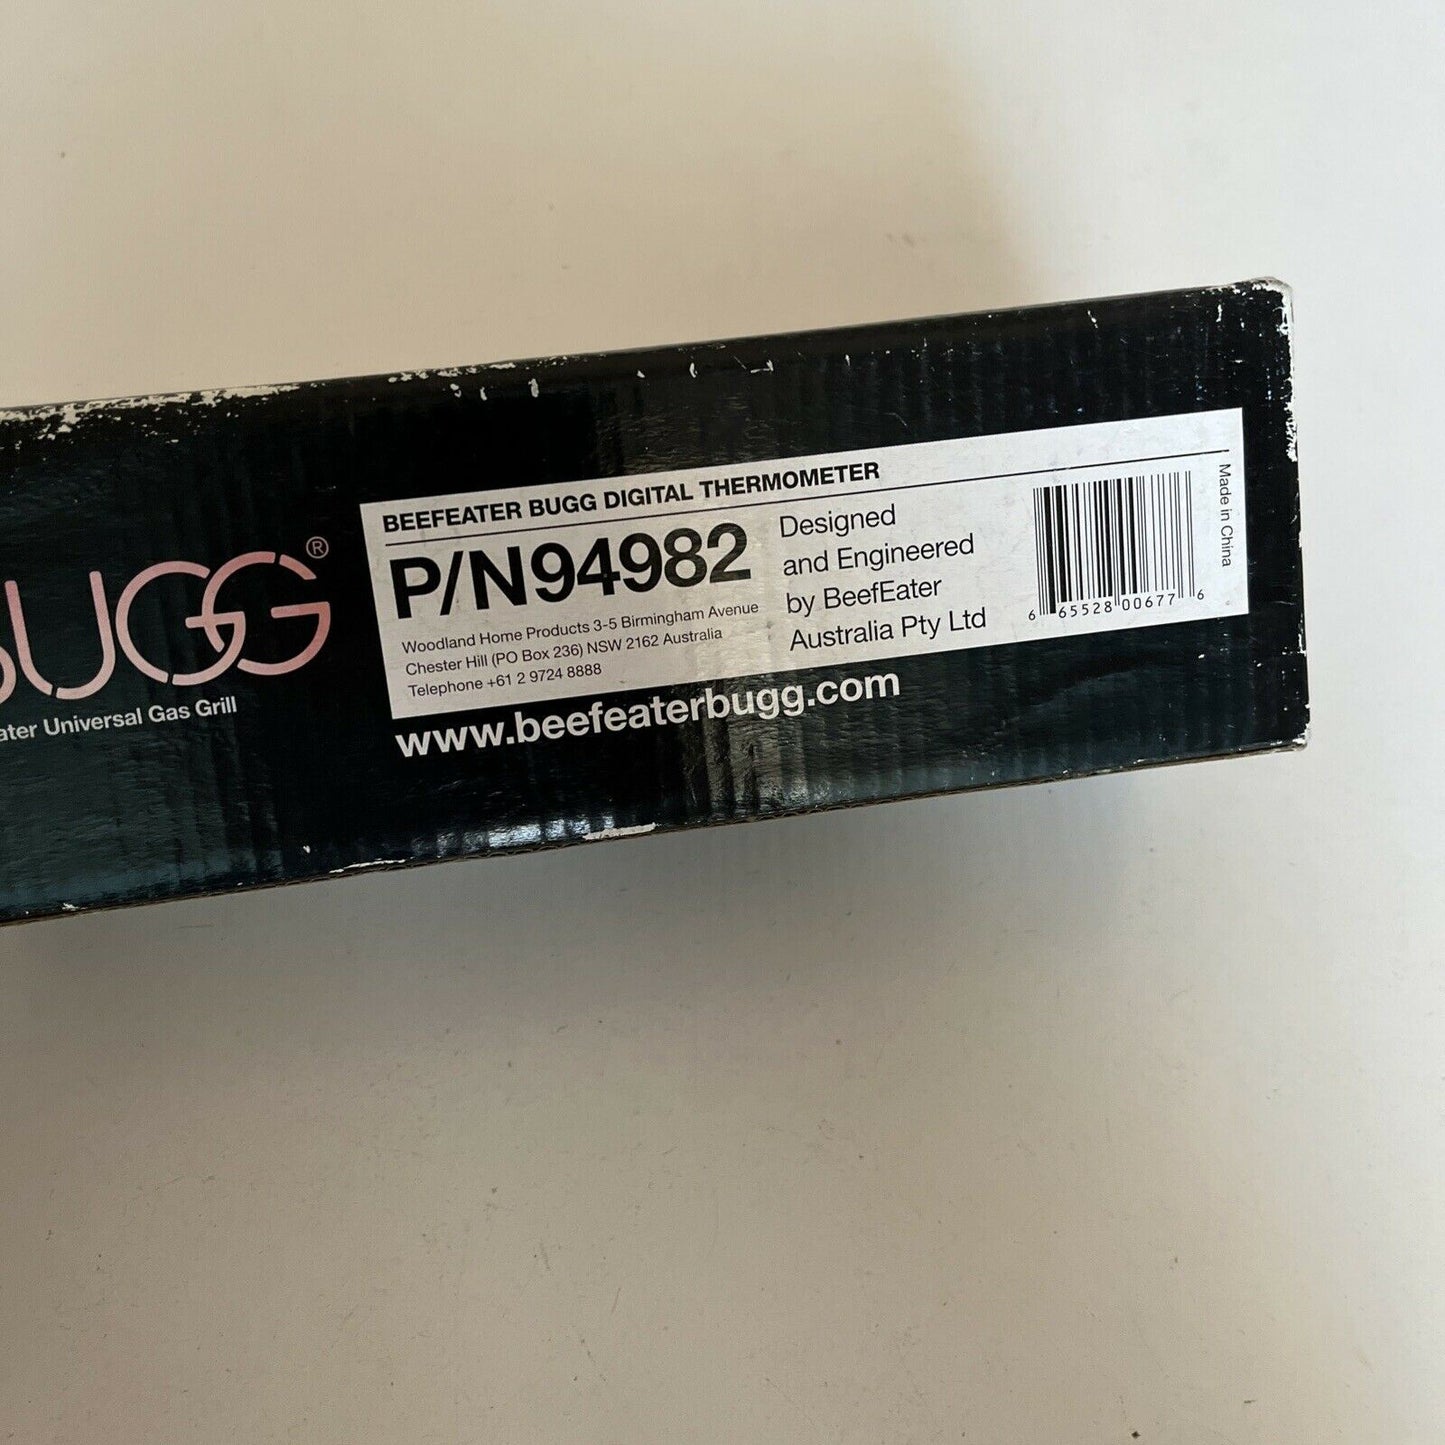 BUGG®
Universal Gas Grill
BEEFEATER BUGG DIGITAL THERMOMETER
P/N94982
Woodland Home Products 3-5 Birmingham Avenue
Chester Hill (PO Box 236) NSW 2162 Australia
Telephone +61 2 9724 8888
Designed
and Engineered
by BeefEater
Australia Pty Ltd
6 65528 00677 6
Made in China
www.beefeaterbugg.com